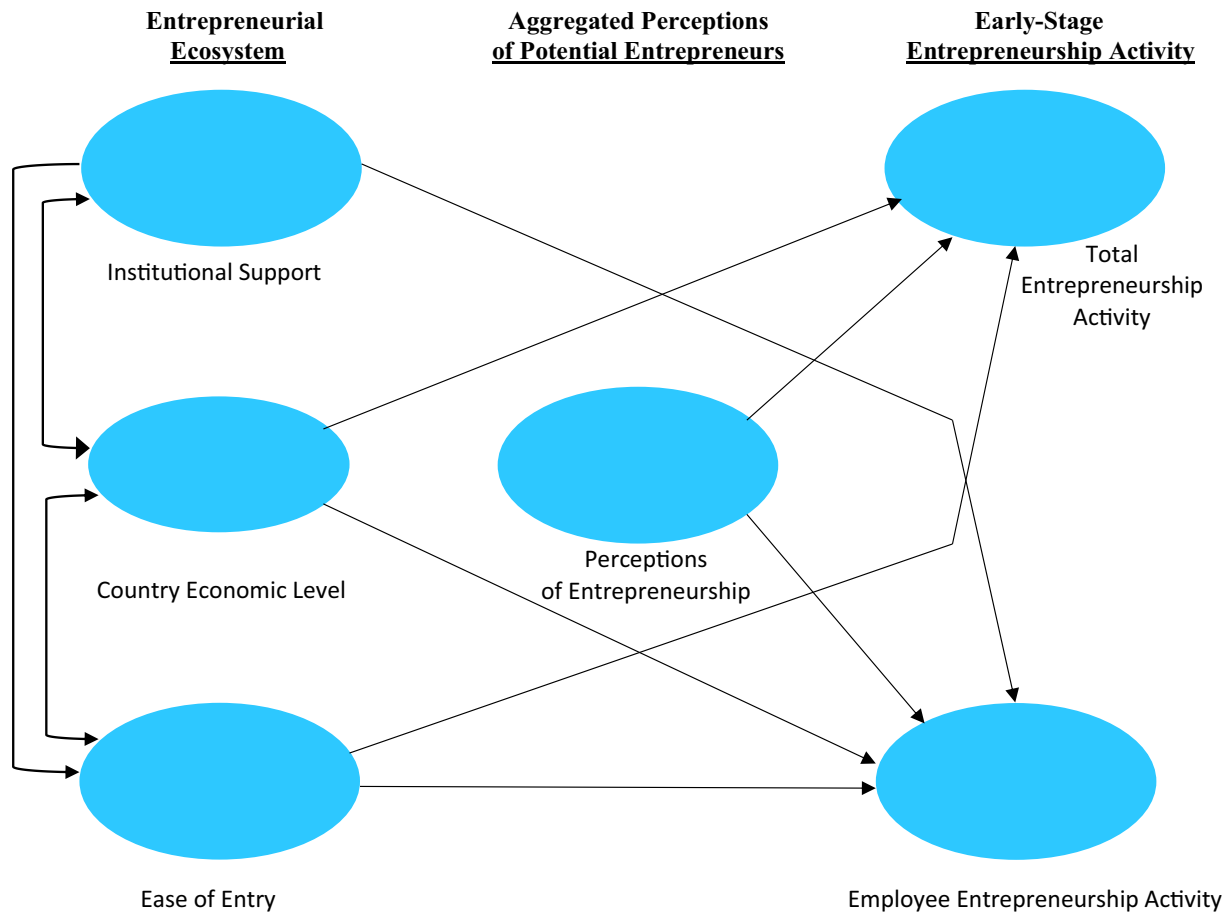 Entrepreneurial
Ecosystem
Aggregated Perceptions
of Potential Entrepreneurs
Early-Stage
Entrepreneurship Activity
Institutional Support
Total
Entrepreneurship
Activity
Country Economic Level
Perceptions
of Entrepreneurship
Ease of Entry
Employee Entrepreneurship Activity